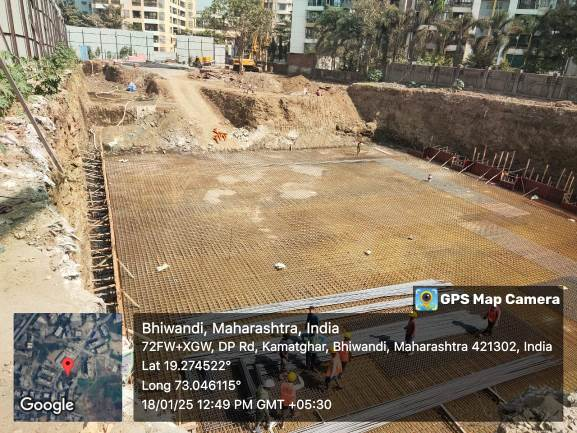 GPS Map Camera
Bhiwandi, Maharashtra, India
72FW+XGW, DP Rd, Kamatghar, Bhiwandi, Maharashtra 421302, India
Lat 19.274522°
Long 73.046115°
18/01/25 12:49 PM GMT +05:30
Google